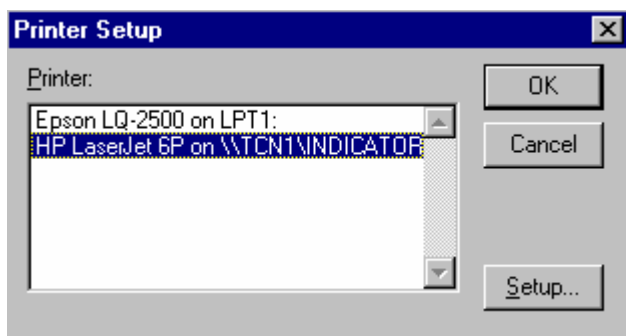 Printer Setup
Printer:
OK
Epson LQ-2500 on LPT1:
HP LaserJet 6P on \\TCN1\INDICATOR
Cancel
Setup...